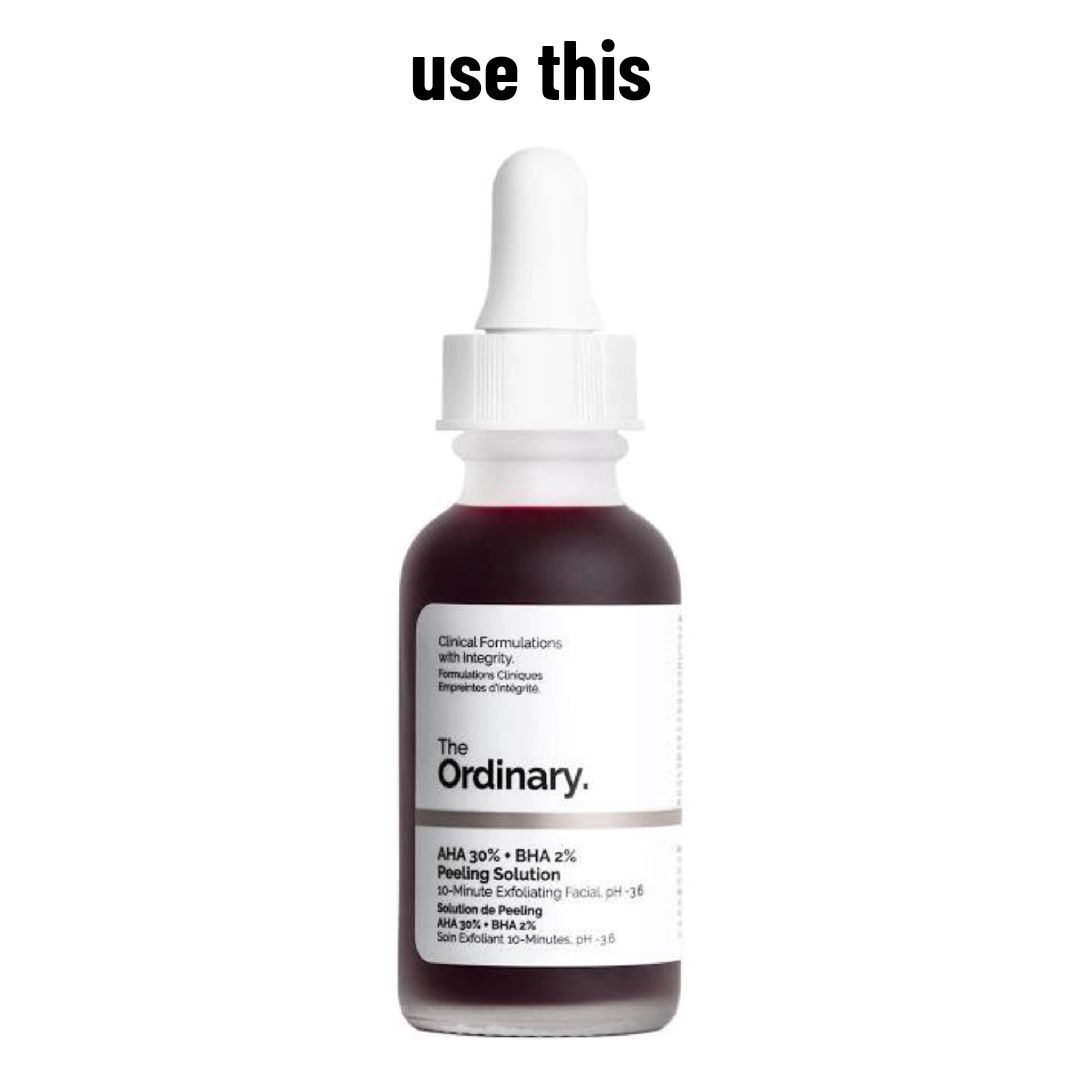 use this
Clinical Formulations
with Integrity.
Formulations Cliniques
Empreintes d'Intégrité.
The
Ordinary.
AHA 30% + BHA 2%
Peeling Solution
10-Minute Exfoliating Facial, pH ~3.6
Solution de Peeling
AHA 30% + BHA 2%
Soin Exfoliant 10-Minutes, pH ~3.6